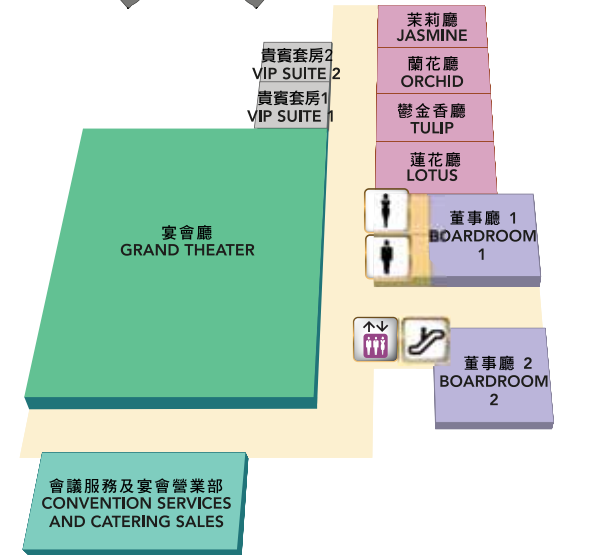 茉莉廳
JASMINE
蘭花廳
ORCHID
鬱金香廳
TULIP
蓮花廳
LOTUS
貴賓套房2
VIP SUITE 2
貴賓套房1
VIP SUITE 1
宴會廳
GRAND THEATER
董事廳 1
BOARDROOM
1
董事廳 2
BOARDROOM
2
會議服務及宴會營業部
CONVENTION SERVICES
AND CATERING SALES